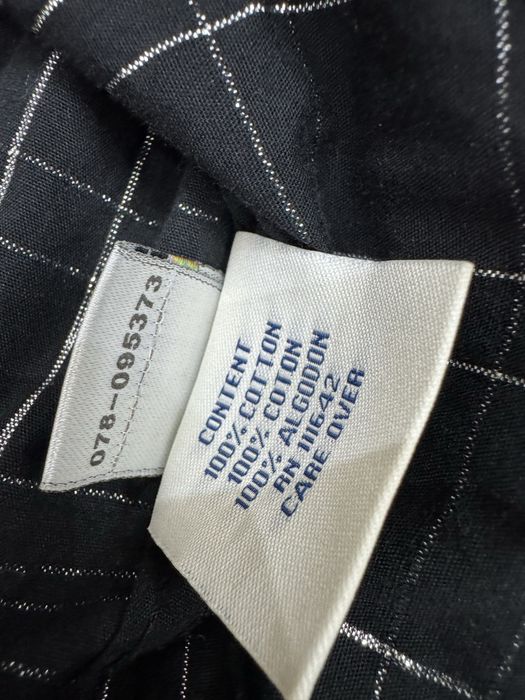 078-095373
CONTENT
100% COTTON
100% COTON
100% ALGODON
RN 111642
CARE OVER